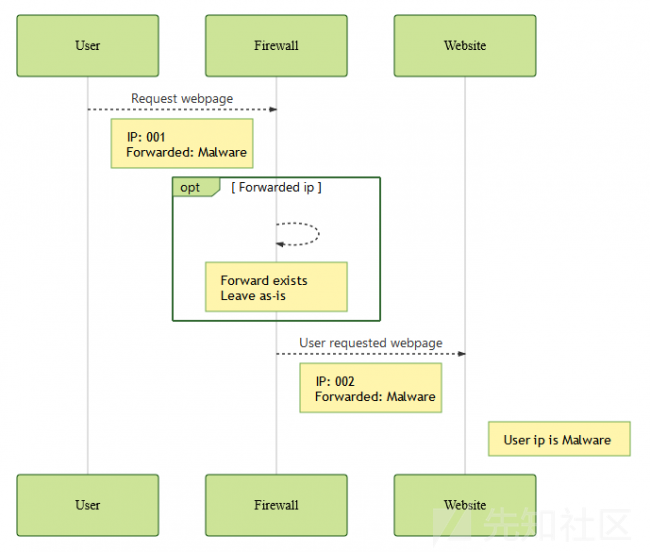 User
Firewall
Website
Request webpage
IP: 001
Forwarded: Malware
opt
[ Forwarded ip ]
Forward exists
Leave as-is
User requested webpage
IP: 002
Forwarded: Malware
User ip is Malware
User
Firewall
Website
先知社区